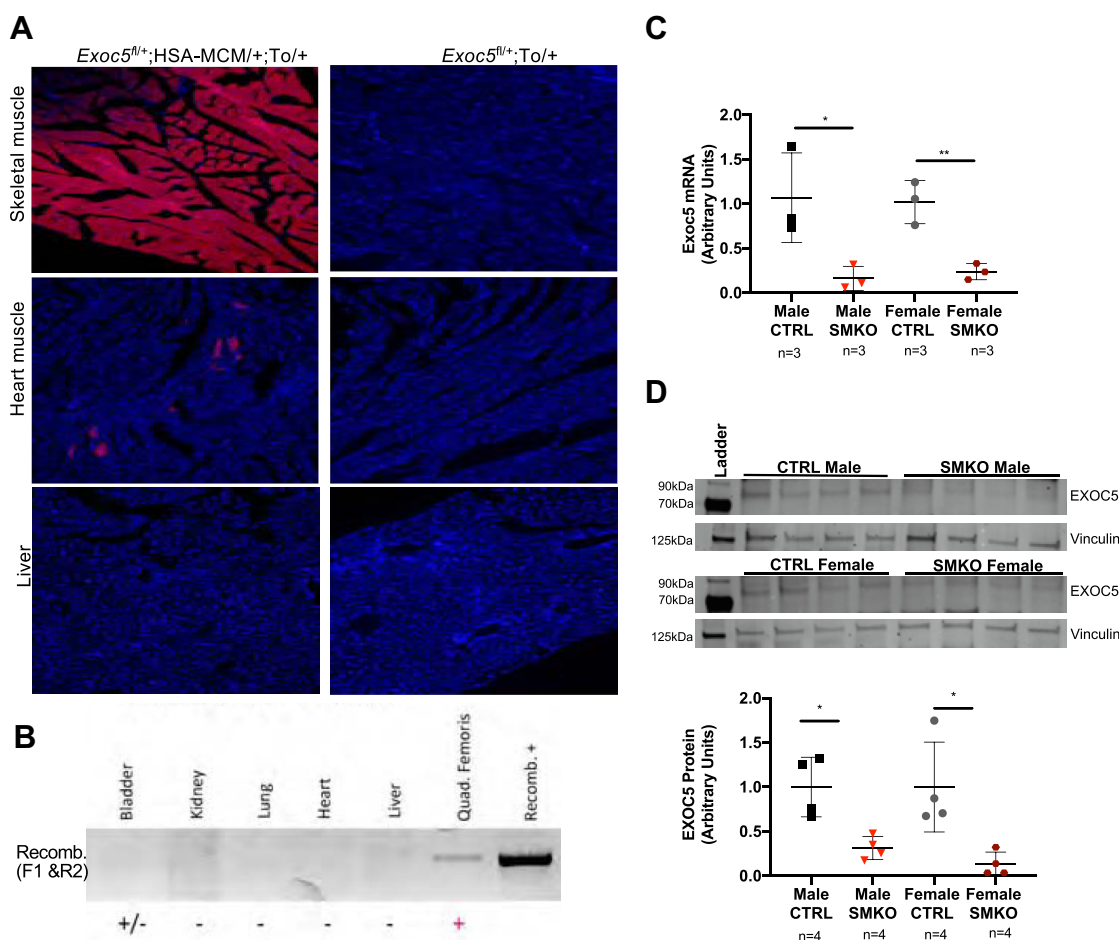 A
Exoc5fl/+;HSA-MCM/+;To/+
Exoc5fl/+;To/+
Skeletal muscle
Heart muscle
Liver
B
Bladder
Kidney
Lung
Heart
Liver
Quad. Femoris
Recomb. +
Recomb.
(F1 &R2)
+/- - - - - +
C
Exoc5 mRNA
(Arbitrary Units)
2.0
1.5
1.0
0.5
0.0
*
**
Male CTRL
Male SMKO
Female CTRL
Female SMKO
n=3 n=3 n=3 n=3
D
Ladder
CTRL Male SMKO Male
90kDa
70kDa
EXOC5
125kDa
Vinculin
CTRL Female SMKO Female
90kDa
70kDa
EXOC5
125kDa
Vinculin
EXOC5 Protein
(Arbitrary Units)
2.0
1.5
1.0
0.5
0.0
*
*
Male CTRL
Male SMKO
Female CTRL
Female SMKO
n=4 n=4 n=4 n=4